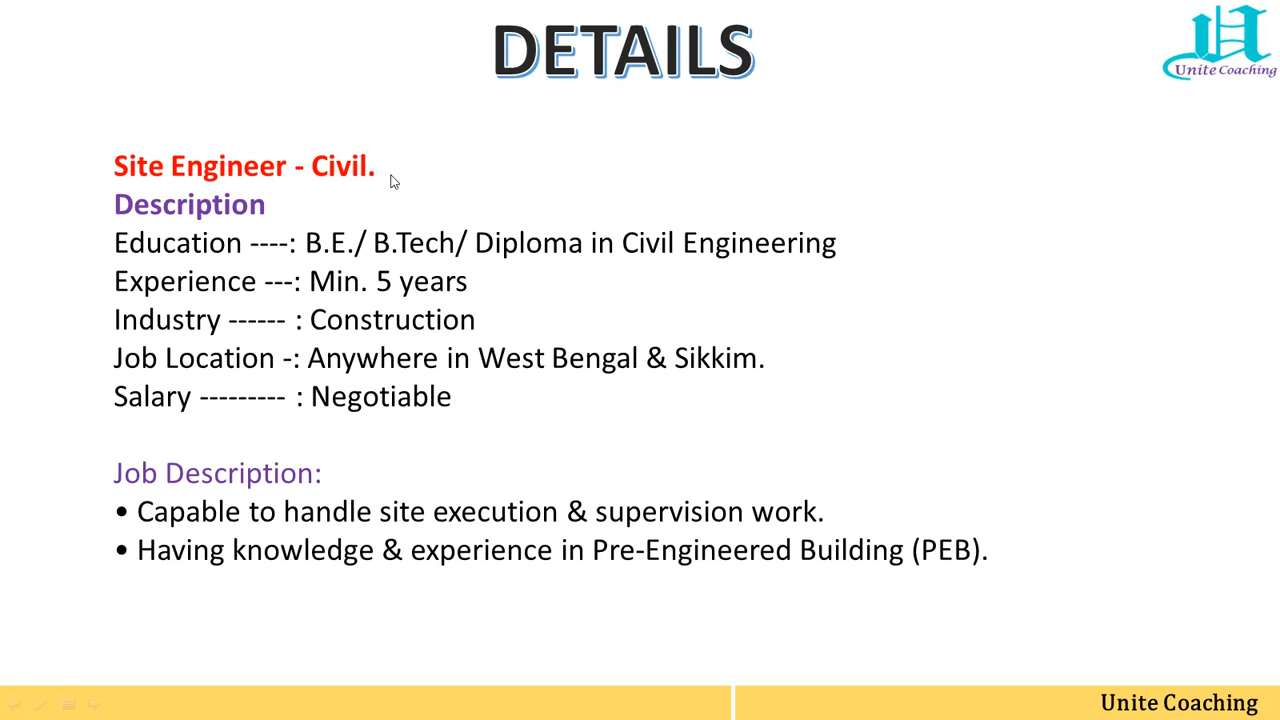 DETAILS
Unite Coaching
Site Engineer - Civil.
Description
Education ----: B.E./ B.Tech/ Diploma in Civil Engineering
Experience ---: Min. 5 years
Industry ------ : Construction
Job Location -: Anywhere in West Bengal & Sikkim.
Salary --------- : Negotiable
Job Description:
• Capable to handle site execution & supervision work.
• Having knowledge & experience in Pre-Engineered Building (PEB).
Unite Coaching